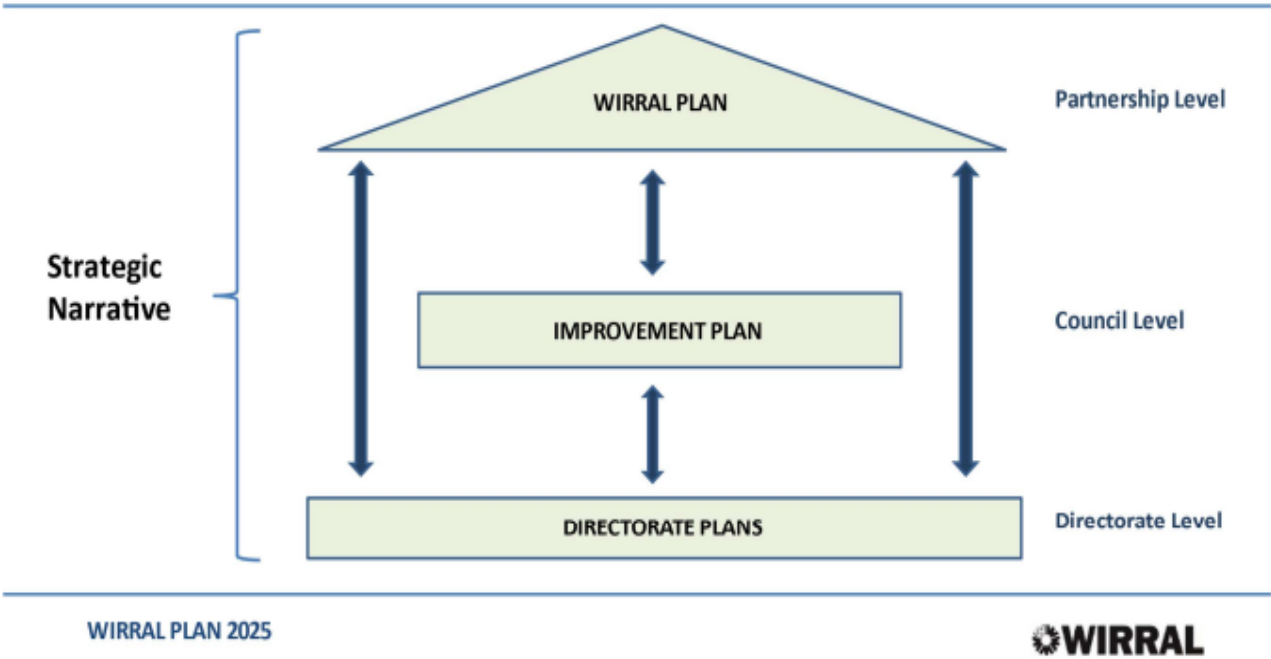 WIRRAL PLAN
Partnership Level
Strategic
Narrative
IMPROVEMENT PLAN
Council Level
DIRECTORATE PLANS
Directorate Level
WIRRAL PLAN 2025
WIRRAL